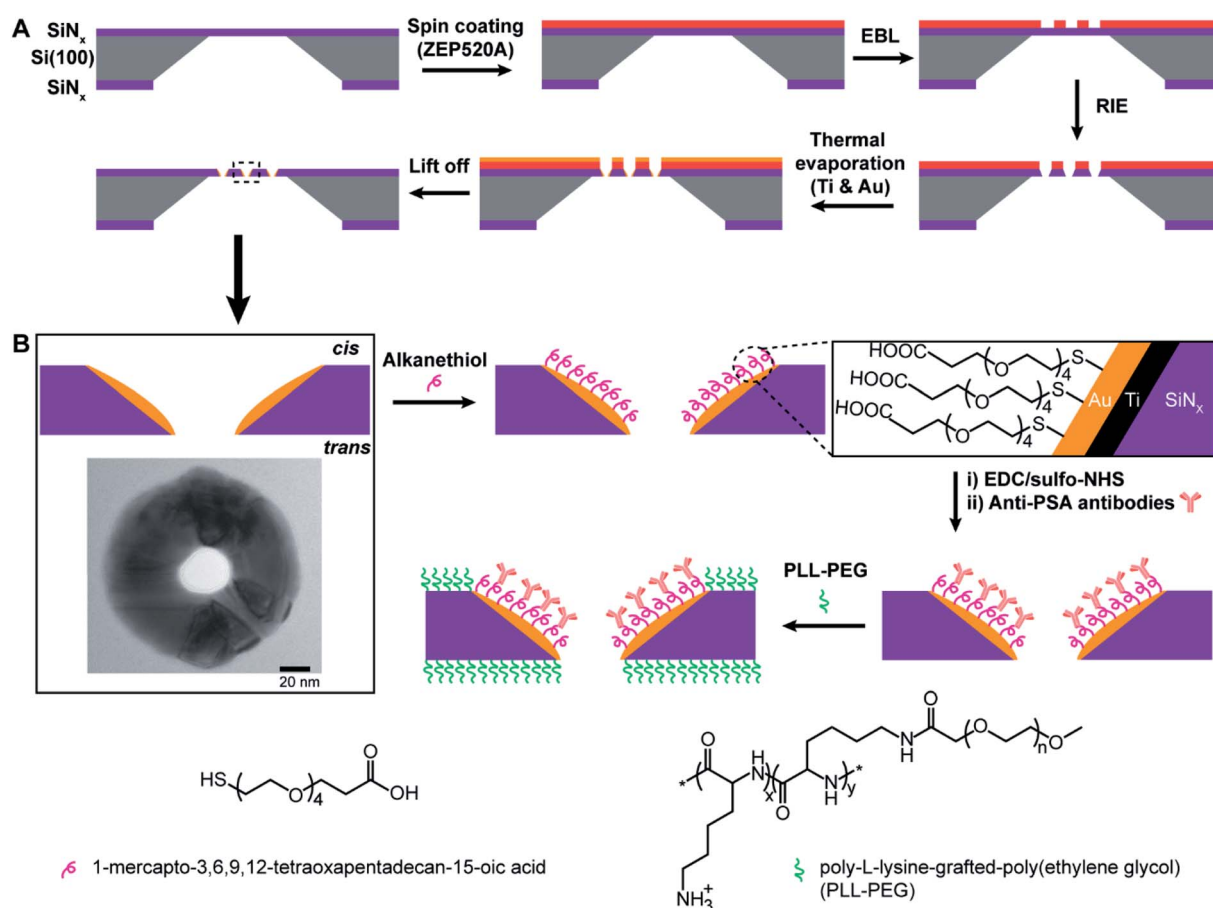 A
SiNx
Si(100)
SiNx
Spin coating
(ZEP520A)
EBL
RIE
Thermal
evaporation
(Ti & Au)
Lift off
B
cis
trans
20 nm
Alkanethiol
HOOC
O
4
S
HOOC
O
4
S
HOOC
O
4
S
Au
Ti
SiNx
i) EDC/sulfo-NHS
ii) Anti-PSA antibodies
PLL-PEG
HS
O
4
O
OH
1-mercapto-3,6,9,12-tetraoxapentadecan-15-oic acid
*
O
H
N
x
O
N
H
y
*
N
H
O
O
n
O
NH3+
poly-L-lysine-grafted-poly(ethylene glycol)
(PLL-PEG)